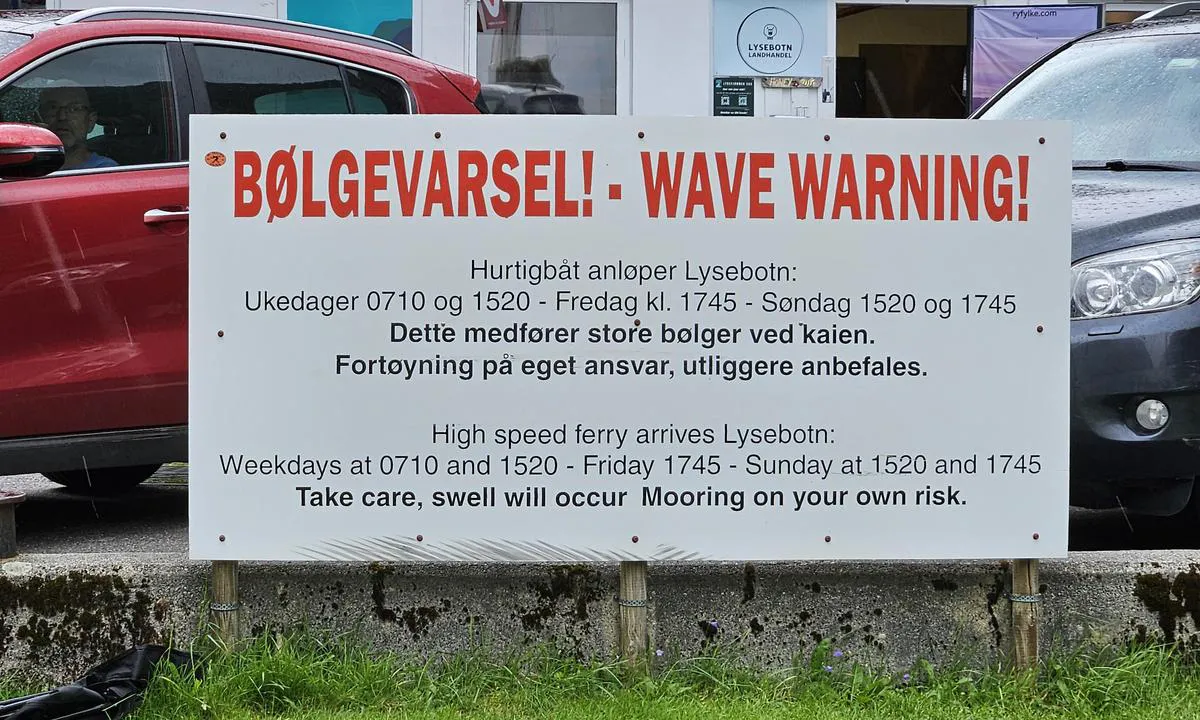 ryfylke.com
LYSEBOTN
LANDHANDEL
BØLGEVARSEL! - WAVE WARNING!
Hurtigbåt anløper Lysebotn:
Ukedager 0710 og 1520 - Fredag kl. 1745 - Søndag 1520 og 1745
Dette medfører store bølger ved kaien.
Fortøyning på eget ansvar, utliggere anbefales.
High speed ferry arrives Lysebotn:
Weekdays at 0710 and 1520 - Friday 1745 - Sunday at 1520 and 1745
Take care, swell will occur Mooring on your own risk.